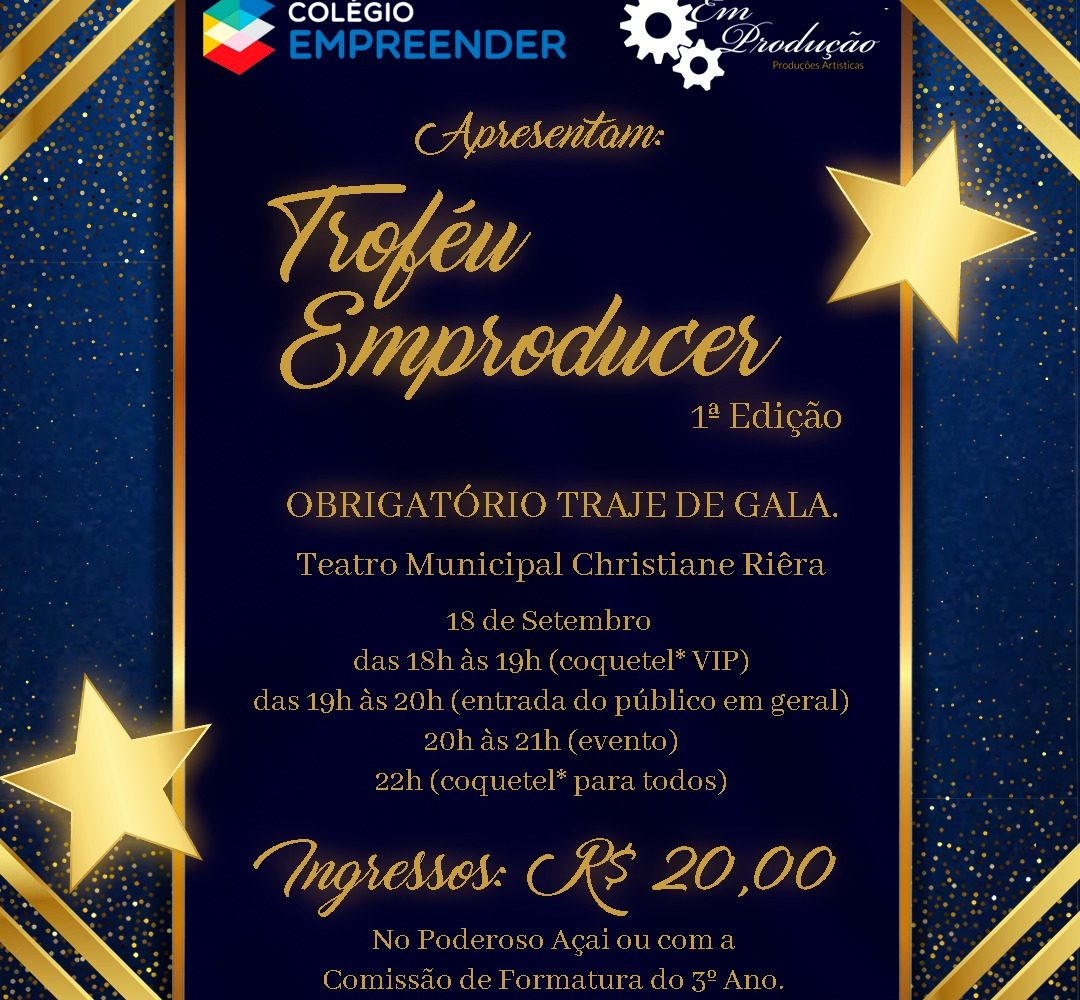 COLÉGIO
EMPREENDER
Em
Produção
Produções Artísticas
Apresentam:
Troféu
Emproducer
1ª Edição
OBRIGATÓRIO TRAJE DE GALA.
Teatro Municipal Christiane Riêra
18 de Setembro
das 18h às 19h (coquetel* VIP)
das 19h às 20h (entrada do público em geral)
20h às 21h (evento)
22h (coquetel* para todos)
Ingressos: R$ 20,00
No Poderoso Açai ou com a
Comissão de Formatura do 3º Ano.